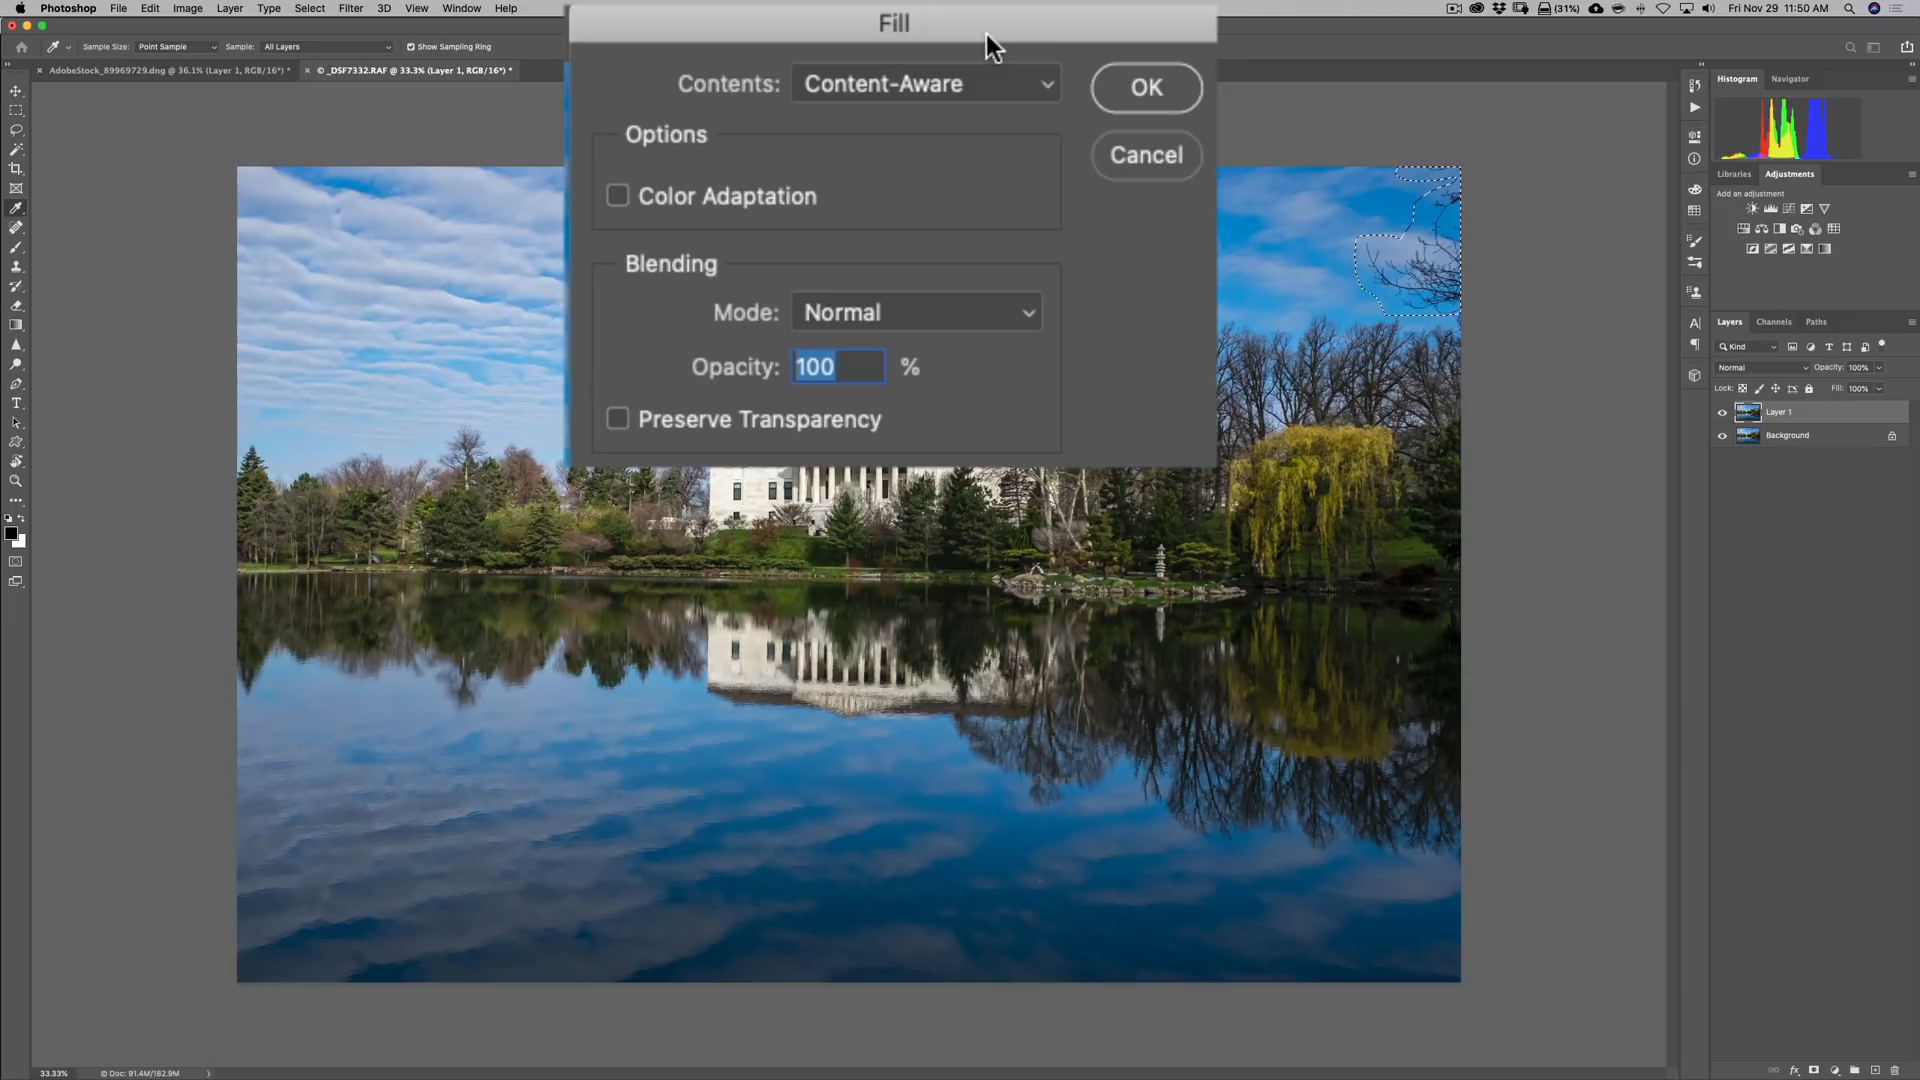 Photoshop File Edit Image Layer Type Select Filter 3D View Window Help
(31%) Fri Nov 29 11:50 AM
Sample Size: Point Sample Sample: All Layers Show Sampling Ring
× AdobeStock_89969729.dng @ 36.1% (Layer 1, RGB/16*) *
× © _DSF7332.RAF @ 33.3% (Layer 1, RGB/16*) *
Fill
Contents: Content-Aware
OK
Options
Cancel
Color Adaptation
Blending
Mode: Normal
Opacity: 100 %
Preserve Transparency
Histogram Navigator
Libraries Adjustments
Add an adjustment
Layers Channels Paths
Kind
Normal Opacity: 100%
Lock: Fill: 100%
Layer 1
Background
33.33% Doc: 91.4M/182.9M